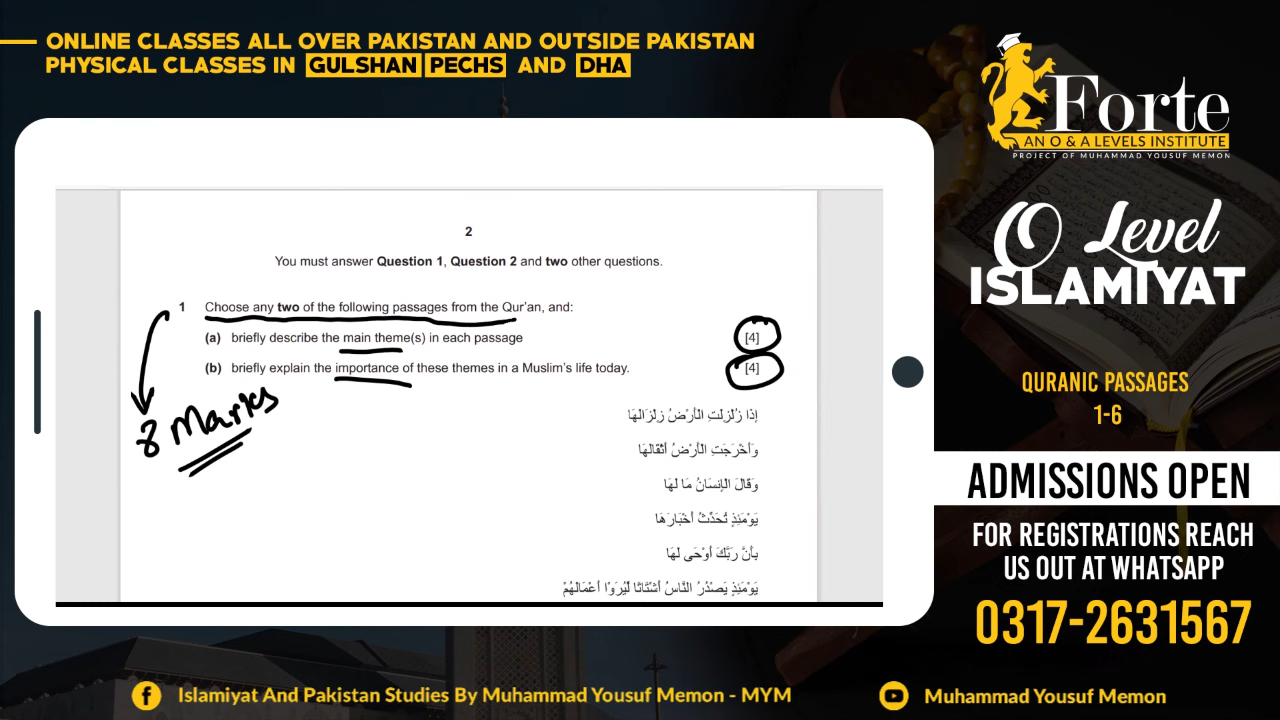 ONLINE CLASSES ALL OVER PAKISTAN AND OUTSIDE PAKISTAN
PHYSICAL CLASSES IN GULSHAN PECHS AND DHA
Forte
AN O & A LEVELS INSTITUTE
PROJECT OF MUHAMMAD YOUSUF MEMON
2
You must answer Question 1, Question 2 and two other questions.
1 Choose any two of the following passages from the Qur'an, and:
(a) briefly describe the main theme(s) in each passage [4]
(b) briefly explain the importance of these themes in a Muslim's life today. [4]
8 Marks
إِذَا زُلْزِلَتِ الْأَرْضُ زِلْزَالَهَا
وَأَخْرَجَتِ الْأَرْضُ أَثْقَالَهَا
وَقَالَ الْإِنسَانُ مَا لَهَا
يَوْمَئِذٍ تُحَدِّثُ أَخْبَارَهَا
بِأَنَّ رَبَّكَ أَوْحَى لَهَا
يَوْمَئِذٍ يَصْدُرُ النَّاسُ أَشْتَاتًا لِّيُرَوْا أَعْمَالَهُمْ
O Level
ISLAMIYAT
QURANIC PASSAGES
1-6
ADMISSIONS OPEN
FOR REGISTRATIONS REACH
US OUT AT WHATSAPP
0317-2631567
Islamiyat And Pakistan Studies By Muhammad Yousuf Memon - MYM
Muhammad Yousuf Memon